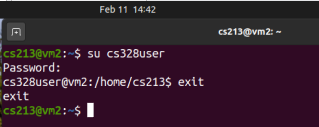 Feb 11 14:42
cs213@vm2: ~
cs213@vm2:~$ su cs328user
Password:
cs328user@vm2:/home/cs213$ exit
exit
cs213@vm2:~$